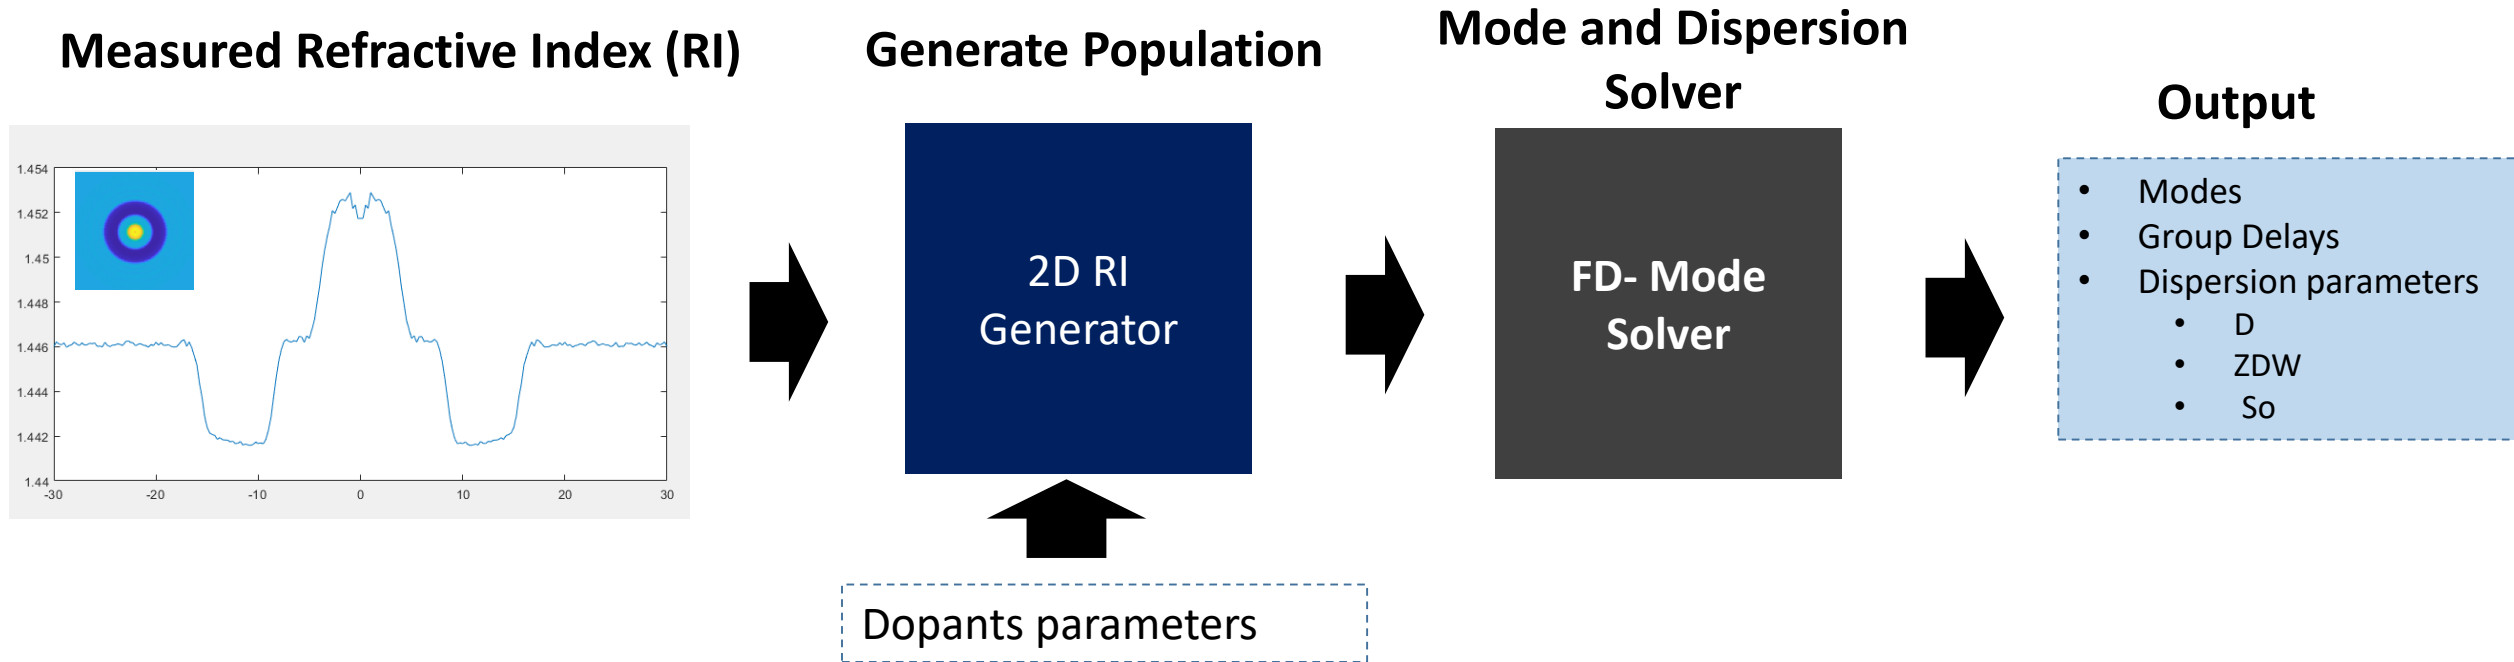 Measured Refractive Index (RI)
1.454
1.452
1.45
1.448
1.446
1.444
1.442
1.44
-30
-20
-10
0
10
20
30
Generate Population
2D RI
Generator
Dopants parameters
Mode and Dispersion
Solver
FD- Mode
Solver
Output
• Modes
• Group Delays
• Dispersion parameters
• D
• ZDW
• So